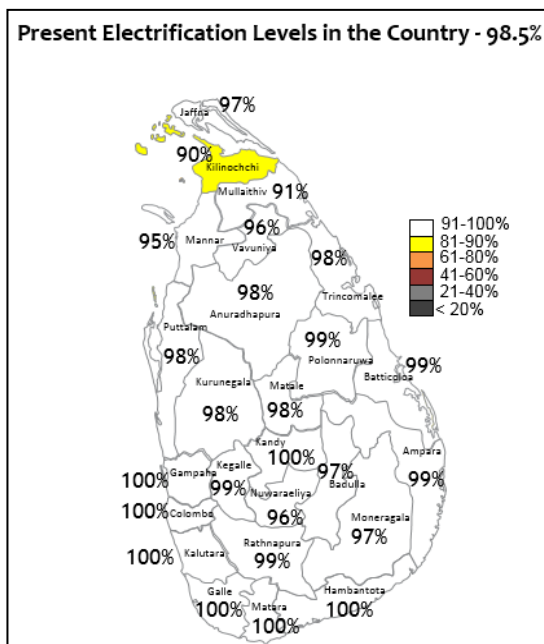 Present Electrification Levels in the Country - 98.5%
97%
Jaffna
90%
Kilinochchi
Mullaithiv
91%
96%
95%
Mannar
Vavuniya
98%
98%
Anuradhapura
Trincomalee
91-100%
81-90%
61-80%
41-60%
21-40%
< 20%
Puttalam
98%
99%
Polonnaruwa
99%
Batticploa
Kurunegala
98%
Matale
98%
Kandy
100%
Ampara
99%
Kegalle
99%
97%
Badulla
Gampaha
100%
Nuwaraeliya
96%
100%
Colombo
Moneragala
97%
100%
Kalutara
Rathnapura
99%
Galle
100%
Matara
100%
Hambantota
100%